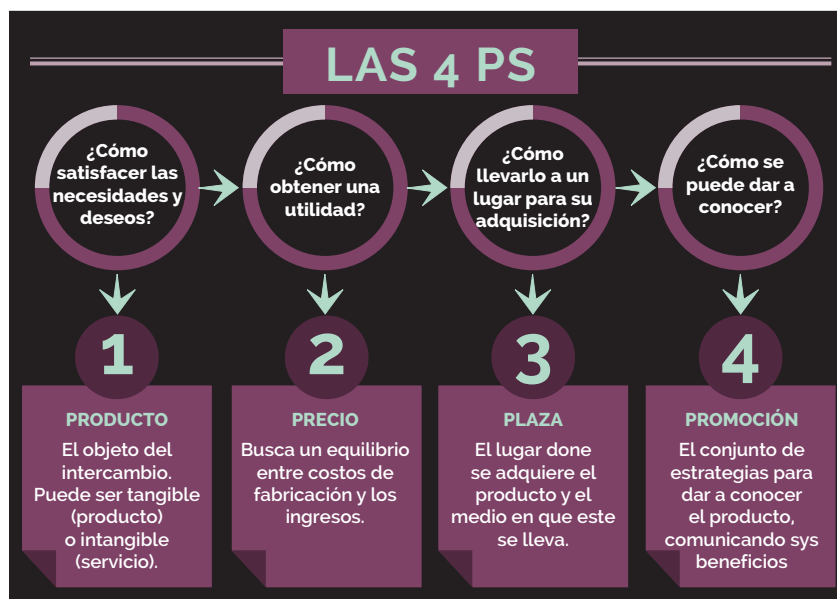 LAS 4 PS
¿Cómo
satisfacer las
necesidades y
deseos?
¿Cómo
obtener una
utilidad?
¿Cómo
llevarlo a un
lugar para su
adquisición?
¿Cómo se
puede dar a
conocer?
1
PRODUCTO
El objeto del
intercambio.
Puede ser tangible
(producto)
o intangible
(servicio).
2
PRECIO
Busca un equilibrio
entre costos de
fabricación y los
ingresos.
3
PLAZA
El lugar done
se adquiere el
producto y el
medio en que este
se lleva.
4
PROMOCIÓN
El conjunto de
estrategias para
dar a conocer
el producto,
comunicando sys
beneficios